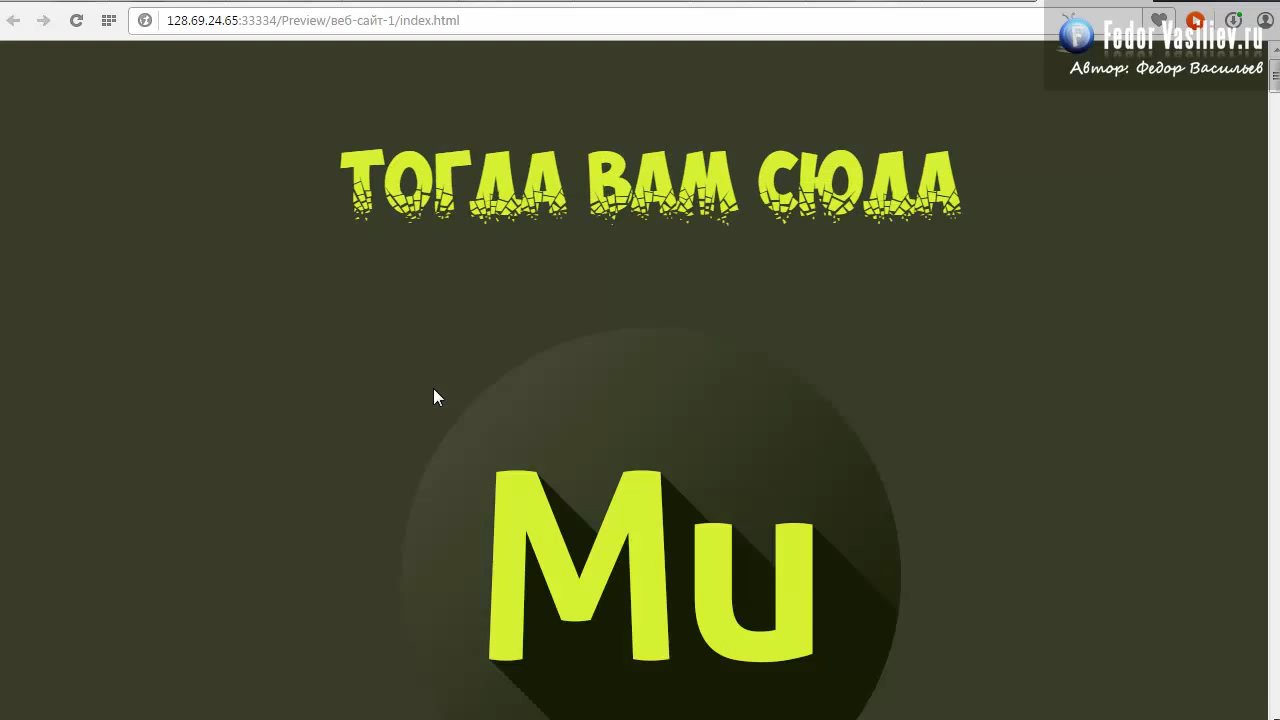 128.69.24.65:33334/Preview/веб-сайт-1/index.html
Fedor Vasiliev.ru
Автор: Федор Васильев
ТОГДА ВАМ СЮДА
Mu